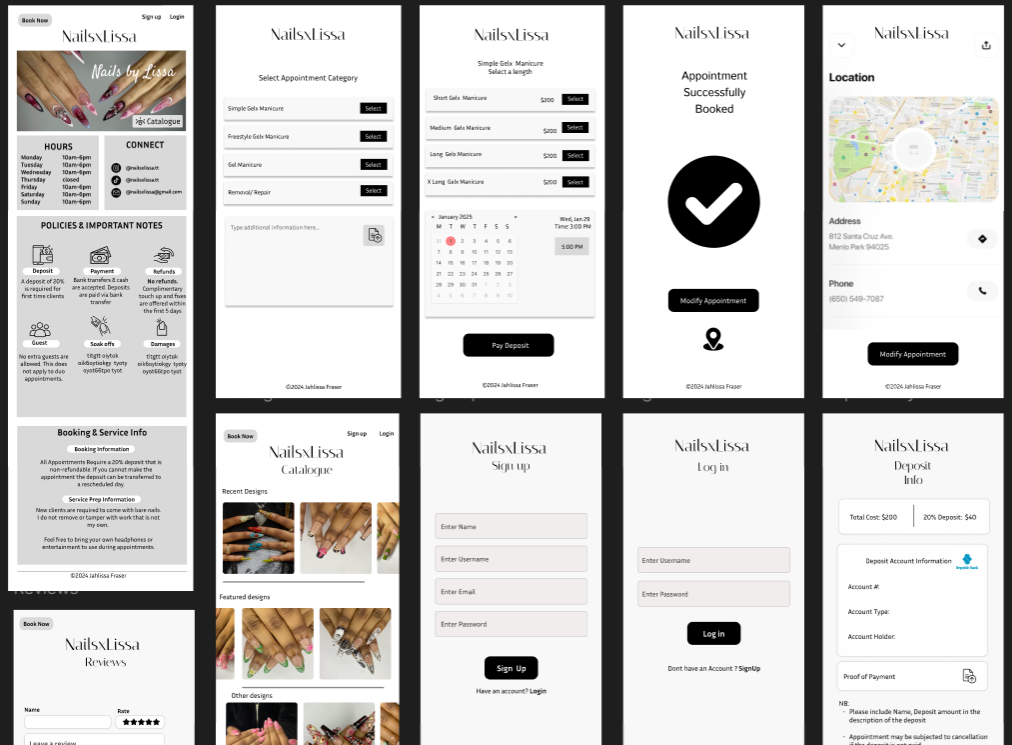 Book Now
Sign up
Login
NailsxLissa
Nails by Lissa
Catalogue
HOURS
Monday 10am-6pm
Tuesday 10am-6pm
Wednesday 10am-6pm
Thursday closed
Friday 10am-6pm
Saturday 10am-6pm
Sunday 10am-6pm
CONNECT
@nailsxlissa.tt
@nailsxlissa.tt
@nailsxlissa@gmail.com
POLICIES & IMPORTANT NOTES
Deposit
A deposit of 20%
is required for
first time clients
Payment
Bank transfers & cash
are accepted. Deposits
are paid via bank
transfer
Refunds
No refunds.
Complimentary
touch up and fixes
are offered within
the first 5 days
Guest
No extra guests are
allowed. This does
not apply to duo
appointments.
Soak offs
Damages
Booking & Service Info
Booking Information
All Appointments Require a 20% deposit that is
non-refundable. If you cannot make the
appointment the deposit can be transferred to
a rescheduled day.
Service Prep Information
New clients are required to come with bare nails.
I do not remove or tamper with work that is not
my own.
Feel free to bring your own headphones or
entertainment to use during appointments.
©2024 Jahlissa Fraser
NailsxLissa
Select Appointment Category
Simple Gelx Manicure Select
Freestyle Gelx Manicure Select
Gel Manicure Select
Removal/ Repair Select
Type additional information here...
©2024 Jahlissa Fraser
NailsxLissa
Simple Gelx Manicure
Select a length
Short Gelx Manicure $200 Select
Medium Gelx Manicure $200 Select
Long Gelx Manicure $200 Select
X Long Gelx Manicure $200 Select
January 2025
M T W T F S S
31 1 2 3 4 5 6
7 8 9 10 11 12 13
14 15 16 17 18 19 20
21 22 23 24 25 26 27
28 29 30 31 1 2 3
4 5 6 7 8 9 10
Wed, Jan 29
Time: 3:00 PM
5:00 PM
Pay Deposit
©2024 Jahlissa Fraser
NailsxLissa
Appointment
Successfully
Booked
Modify Appointment
©2024 Jahlissa Fraser
NailsxLissa
Location
Address
812 Santa Cruz Ave.
Menlo Park 94025
Phone
(650) 549-7087
Modify Appointment
©2024 Jahlissa Fraser
Reviews
Book Now
NailsxLissa
Reviews
Name
Rate
Leave a review
Book Now
Sign up
Login
NailsxLissa
Catalogue
Recent Designs
Featured designs
Other designs
NailsxLissa
Sign up
Enter Name
Enter Username
Enter Email
Enter Password
Sign Up
Have an account? Login
NailsxLissa
Log in
Enter Username
Enter Password
Log in
Dont have an Account ? SignUp
NailsxLissa
Deposit
Info
Total Cost: $200
20% Deposit: $40
Deposit Account Information
Republic Bank
Account #:
Account Type:
Account Holder:
Proof of Payment
NB:
- Please include Name, Deposit amount in the
description of the deposit
- Appointment may be subjected to cancellation
if the deposit is not paid